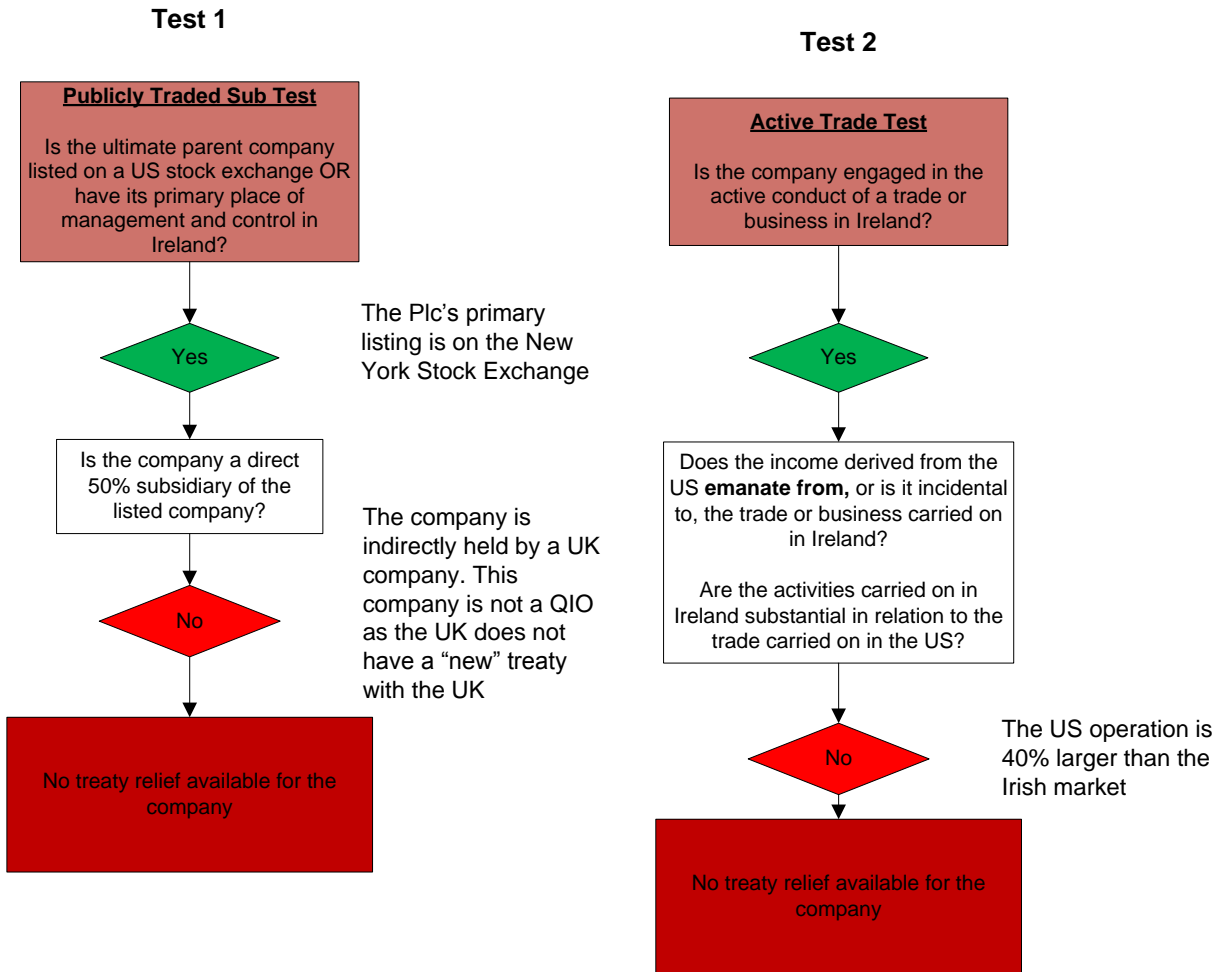 Test 1
Publicly Traded Sub Test
Is the ultimate parent company
listed on a US stock exchange OR
have its primary place of
management and control in
Ireland?
Yes
The Plc’s primary
listing is on the New
York Stock Exchange
Is the company a direct
50% subsidiary of the
listed company?
The company is
indirectly held by a UK
company. This
company is not a QIO
as the UK does not
have a “new” treaty
with the UK
No
No treaty relief available for the
company
Test 2
Active Trade Test
Is the company engaged in the
active conduct of a trade or
business in Ireland?
Yes
Does the income derived from the
US emanate from, or is it incidental
to, the trade or business carried on
in Ireland?
Are the activities carried on in
Ireland substantial in relation to
the trade carried on in the US?
No
The US operation is
40% larger than the
Irish market
No treaty relief available for the
company